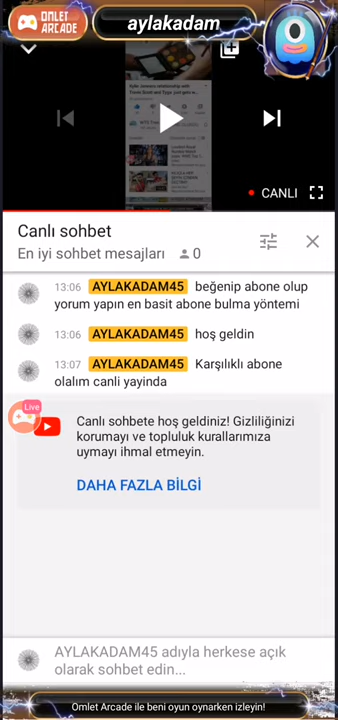 OMLET
ARCADE
aylakadam
CANLI
Canlı sohbet
En iyi sohbet mesajları 0
13:06 AYLAKADAM45 beğenip abone olup
yorum yapın en basit abone bulma yöntemi
13:06 AYLAKADAM45 hoş geldin
13:07 AYLAKADAM45 Karşılıklı abone
olalım canli yayinda
Live
Canlı sohbete hoş geldiniz! Gizliliğinizi
korumayı ve topluluk kurallarımıza
uymayı ihmal etmeyin.
DAHA FAZLA BİLGİ
AYLAKADAM45 adıyla herkese açık
olarak sohbet edin...
Omlet Arcade ile beni oyun oynarken izleyin!